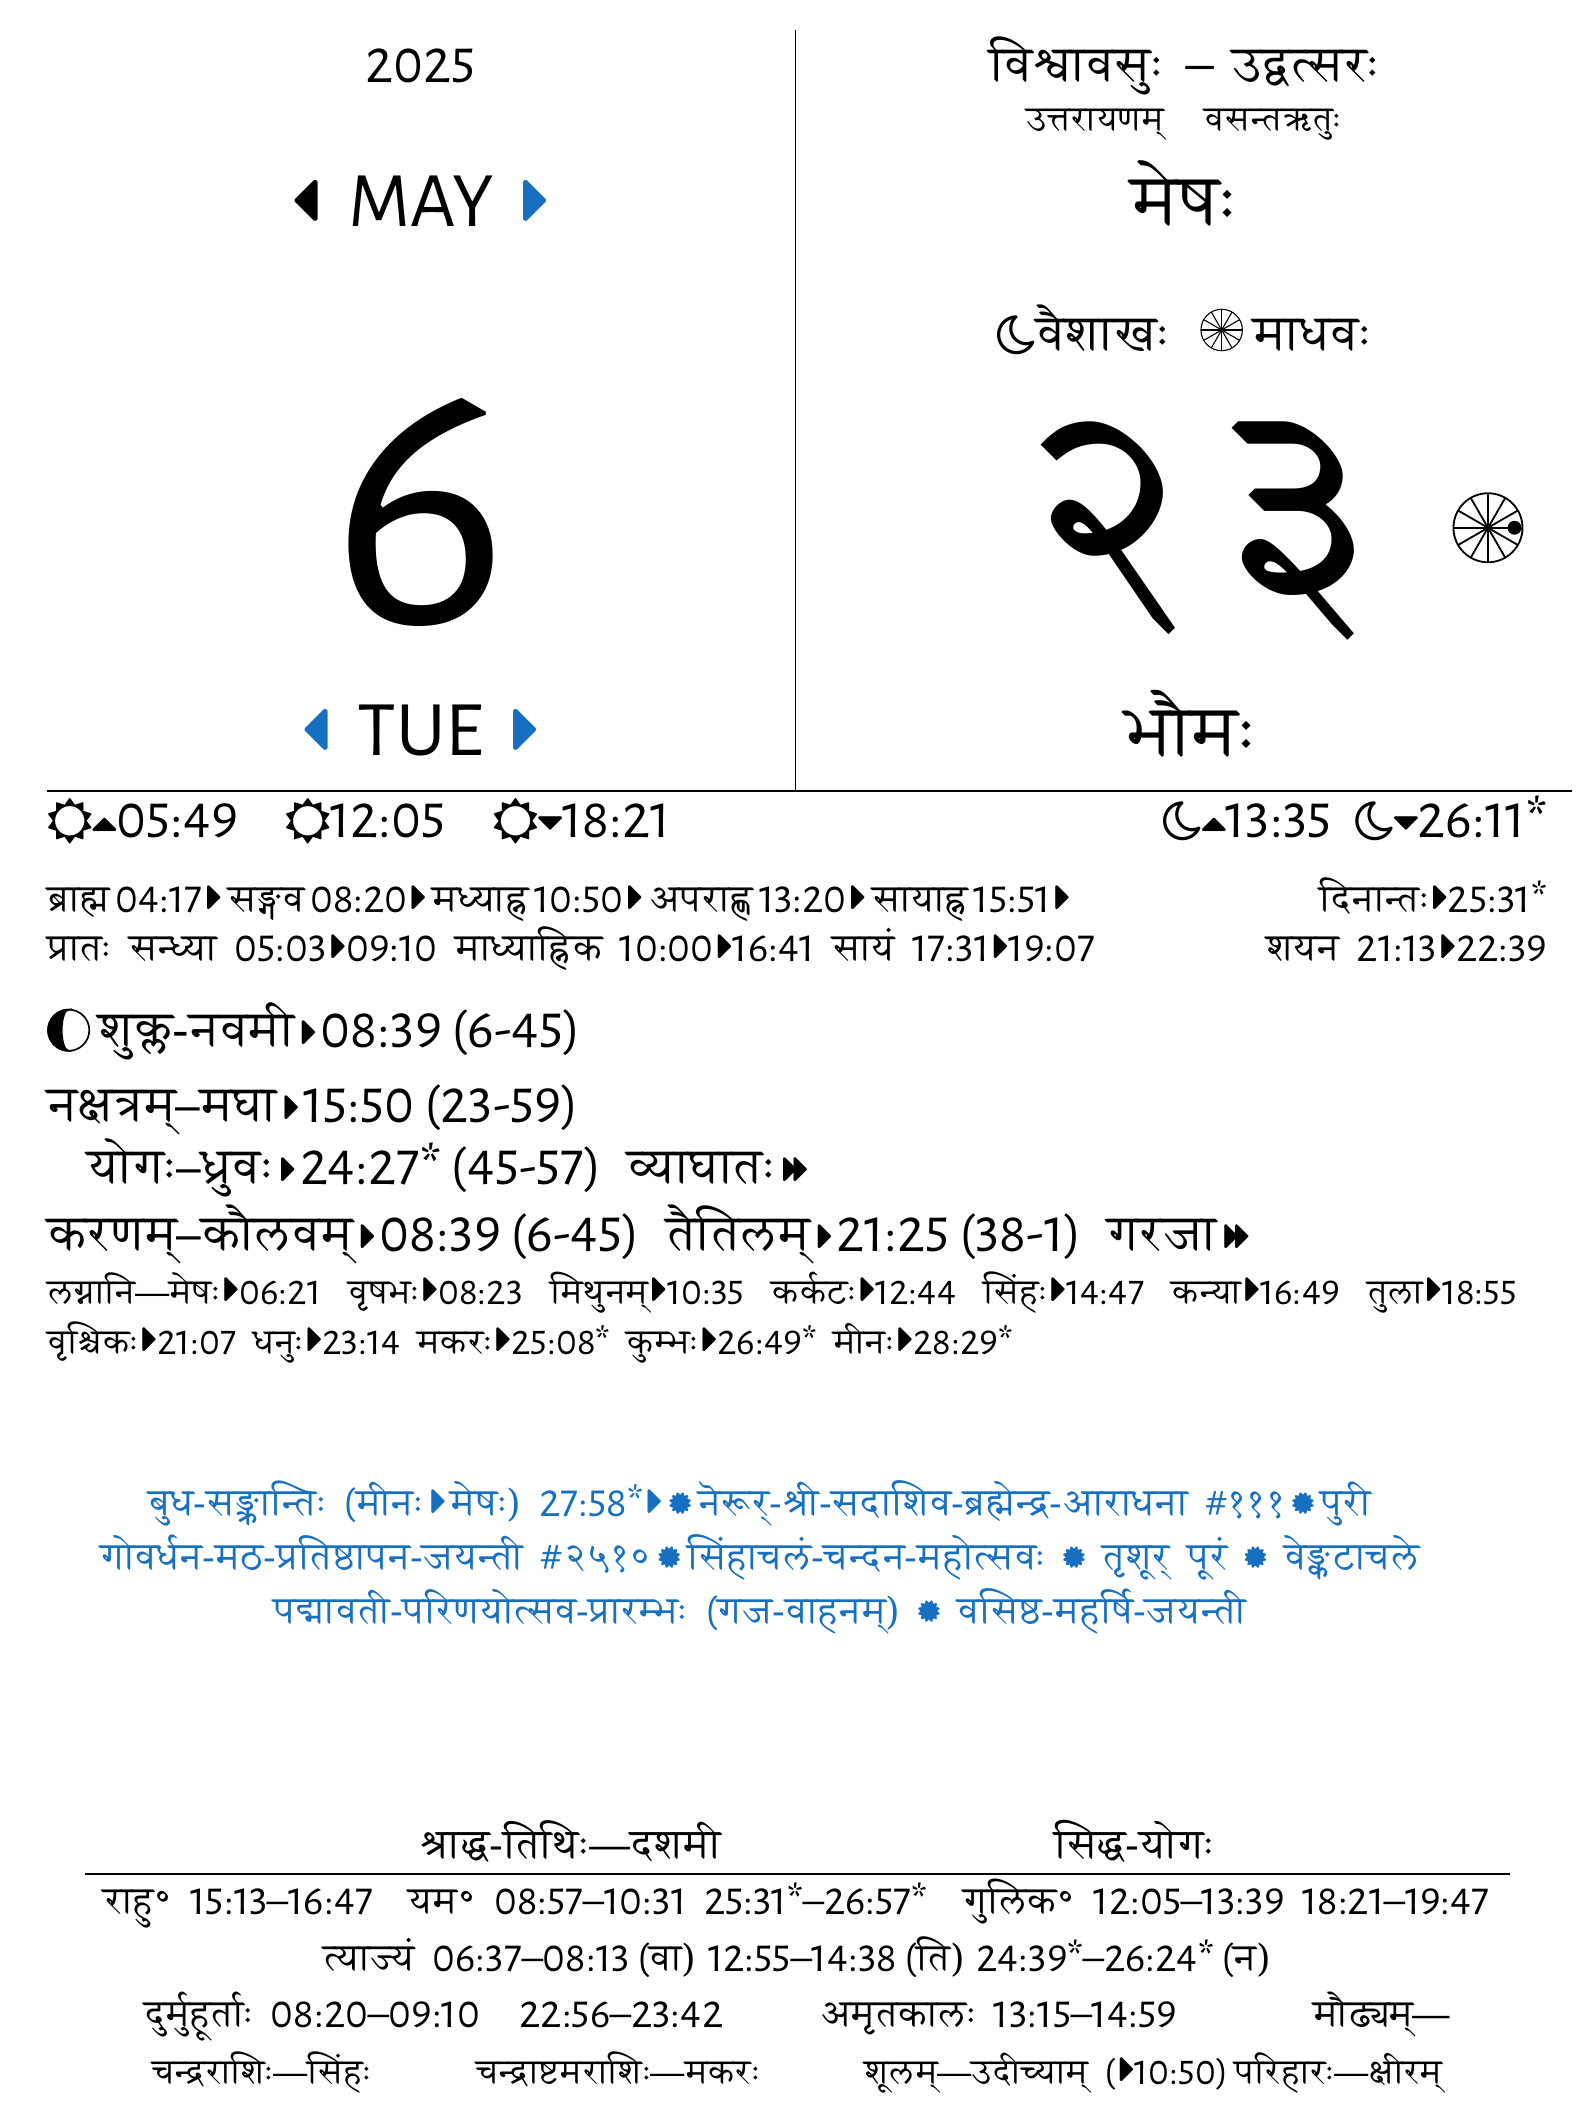 2025
MAY
6
TUE
विश्वावसुः – उद्वत्सरः
उत्तरायणम् वसन्तऋतुः
मेषः
वैशाखः माधवः
२३
भौमः
05:49 12:05 18:21 13:35 26:11*
ब्राह्म 04:17 सङ्गव 08:20 मध्याह्न 10:50 अपराह्ण 13:20 सायाह्न 15:51 दिनान्तः 25:31*
प्रातः सन्ध्या 05:03 09:10 माध्याह्निक 10:00 16:41 सायं 17:31 19:07 शयन 21:13 22:39
शुक्ल-नवमी 08:39 (6-45)
नक्षत्रम्–मघा 15:50 (23-59)
योगः–ध्रुवः 24:27* (45-57) व्याघातः
करणम्–कौलवम् 08:39 (6-45) तैतिलम् 21:25 (38-1) गरजा
लग्नानि—मेषः 06:21 वृषभः 08:23 मिथुनम् 10:35 कर्कटः 12:44 सिंहः 14:47 कन्या 16:49 तुला 18:55
वृश्चिकः 21:07 धनुः 23:14 मकरः 25:08* कुम्भः 26:49* मीनः 28:29*
बुध-सङ्क्रान्तिः (मीनः मेषः) 27:58* नॆरूर्-श्री-सदाशिव-ब्रह्मेन्द्र-आराधना #१११ पुरी
गोवर्धन-मठ-प्रतिष्ठापन-जयन्ती #२५१० सिंहाचलं-चन्दन-महोत्सवः तृशूर् पूरं वेङ्कटाचले
पद्मावती-परिणयोत्सव-प्रारम्भः (गज-वाहनम्) वसिष्ठ-महर्षि-जयन्ती
श्राद्ध-तिथिः—दशमी सिद्ध-योगः
राहु॰ 15:13–16:47 यम॰ 08:57–10:31 25:31*–26:57* गुलिक॰ 12:05–13:39 18:21–19:47
त्याज्यं 06:37–08:13 (वा) 12:55–14:38 (ति) 24:39*–26:24* (न)
दुर्मुहूर्ताः 08:20–09:10 22:56–23:42 अमृतकालः 13:15–14:59 मौढ्यम्—
चन्द्रराशिः—सिंहः चन्द्राष्टमराशिः—मकरः शूलम्—उदीच्याम् (10:50) परिहारः—क्षीरम्